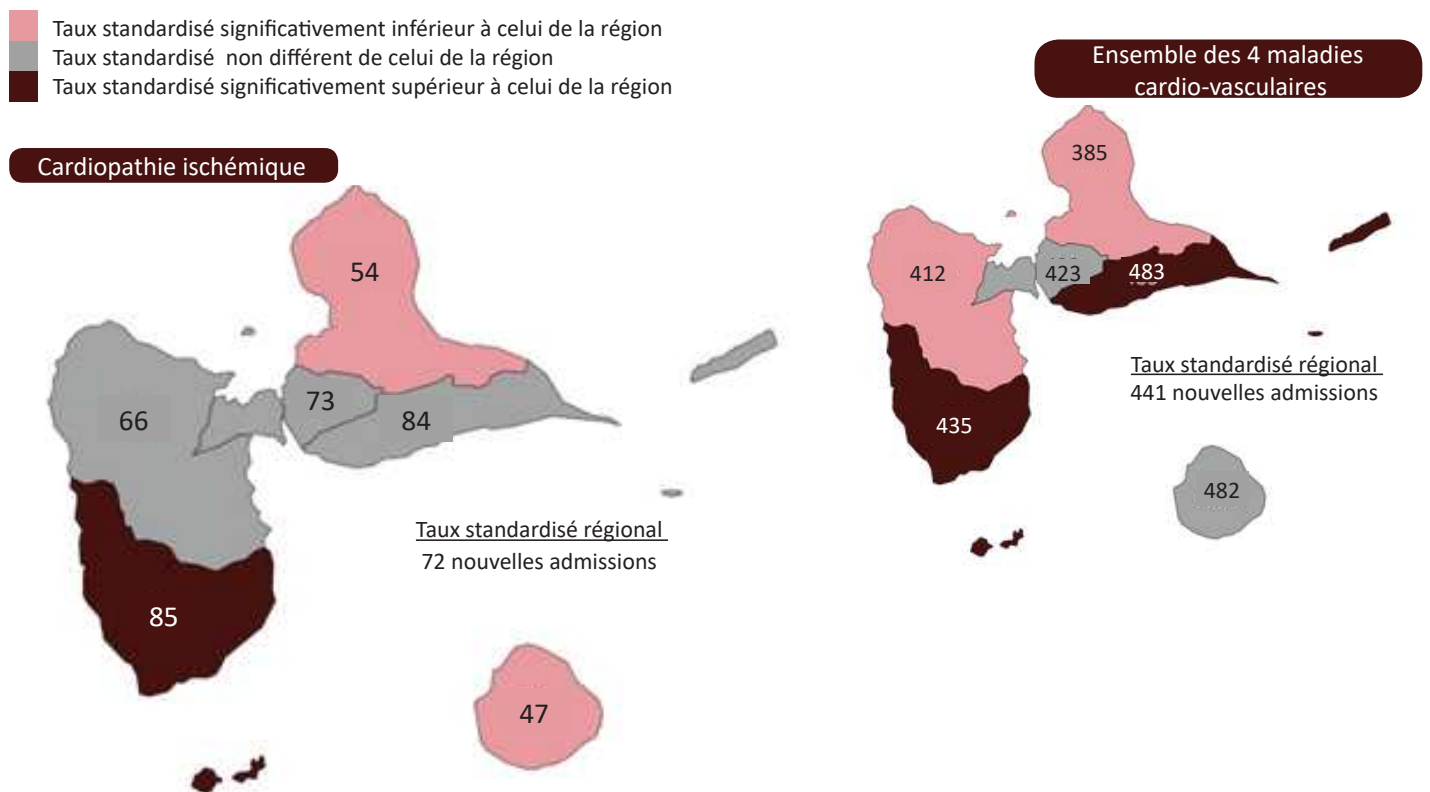 Taux standardisé significativement inférieur à celui de la région
Taux standardisé non différent de celui de la région
Taux standardisé significativement supérieur à celui de la région
Cardiopathie ischémique
54
66
73
84
85
Taux standardisé régional
72 nouvelles admissions
47
Ensemble des 4 maladies
cardio-vasculaires
385
412
423
483
435
Taux standardisé régional
441 nouvelles admissions
482